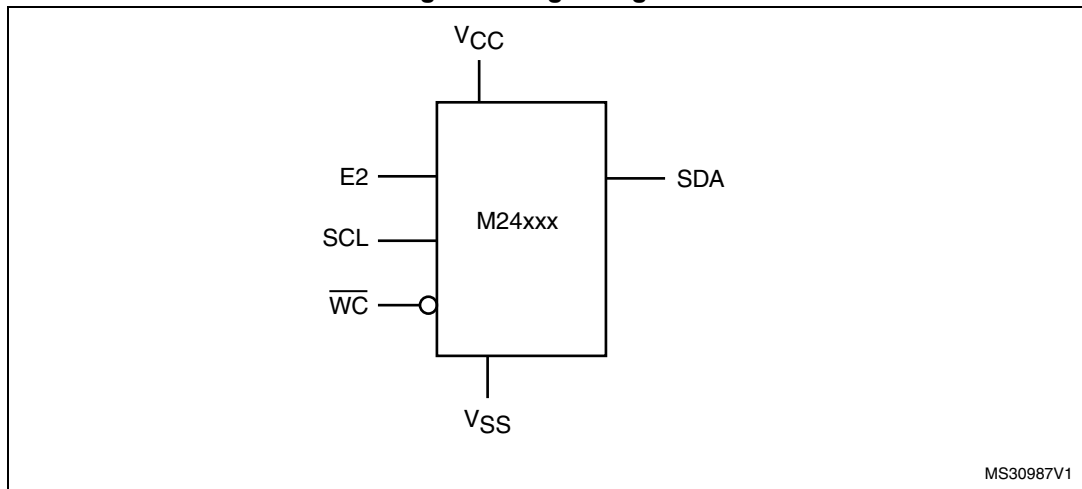 VCC
E2
SDA
M24xxx
SCL
WC
VSS
MS30987V1